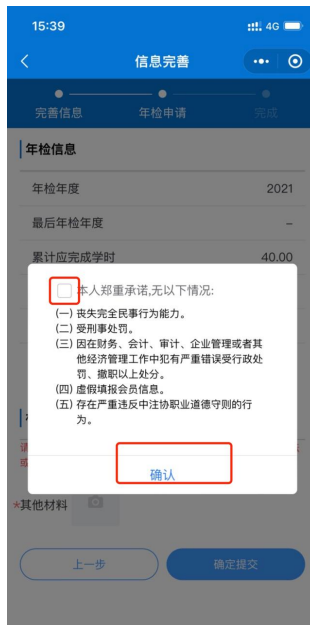 15:39
4G
信息完善
完善信息
年检申请
完成
年检信息
年检年度 2021
最后年检年度 –
累计应完成学时 40.00
本人郑重承诺,无以下情况:
(一) 丧失完全民事行为能力。
(二) 受刑事处罚。
(三) 因在财务、会计、审计、企业管理或者其
他经济管理工作中犯有严重错误受行政处
罚、撤职以上处分。
(四) 虚假填报会员信息。
(五) 存在严重违反中注协职业道德守则的行
为。
确认
*其他材料
上一步
确定提交